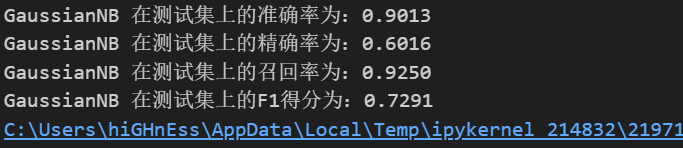 GaussianNB 在测试集上的准确率为：0.9013
GaussianNB 在测试集上的精确率为：0.6016
GaussianNB 在测试集上的召回率为：0.9250
GaussianNB 在测试集上的F1得分为：0.7291
C:\Users\hiGHnEss\AppData\Local\Temp\ipykernel_214832\21971